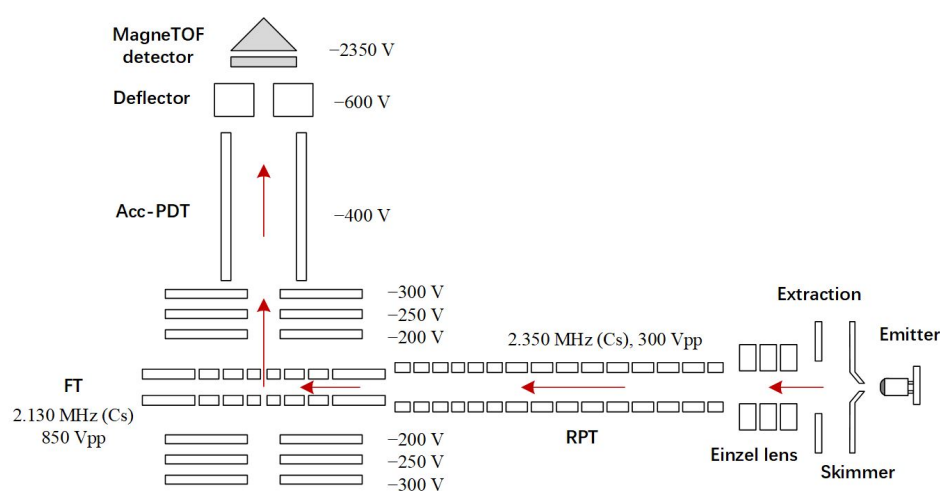 MagneTOF
detector
−2350 V
Deflector
−600 V
Acc-PDT
−400 V
−300 V
−250 V
−200 V
Extraction
Emitter
2.350 MHz (Cs), 300 Vpp
FT
2.130 MHz (Cs)
850 Vpp
RPT
−200 V
−250 V
−300 V
Einzel lens
Skimmer